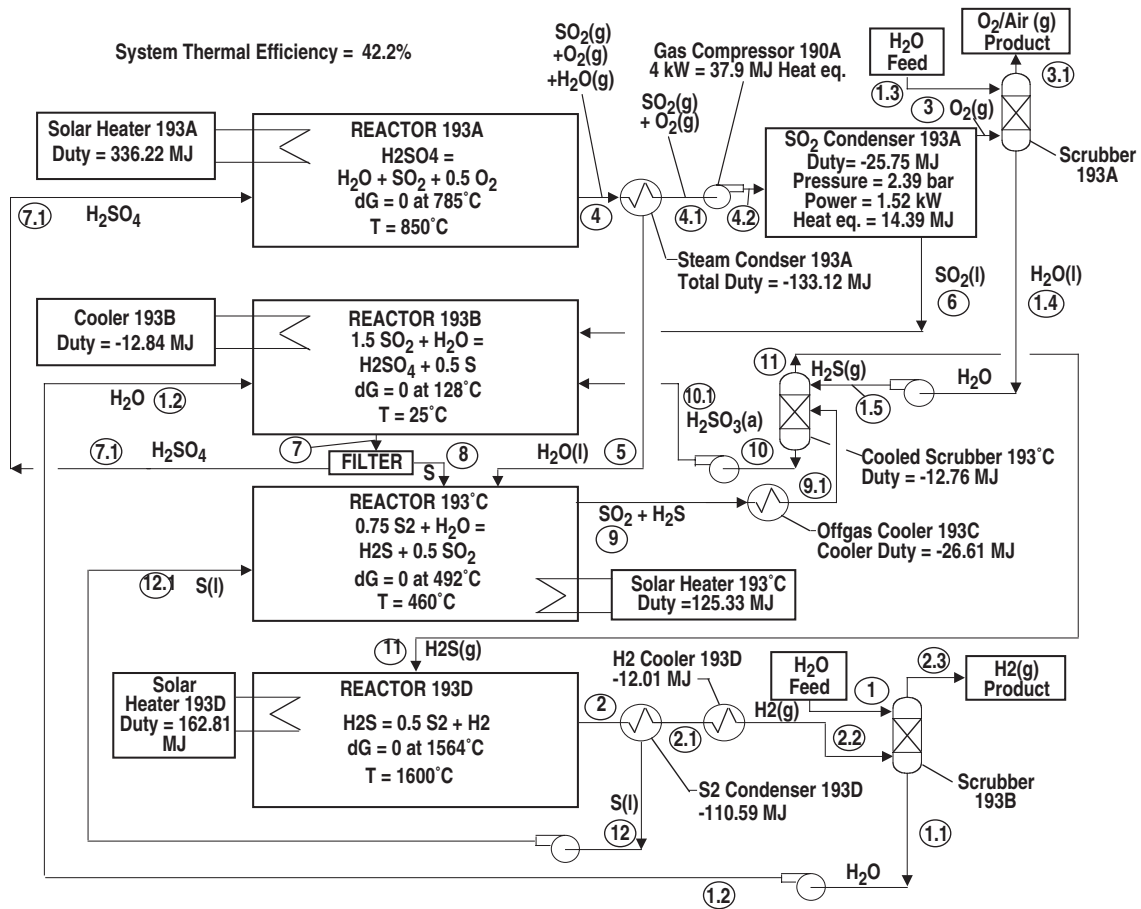 System Thermal Efficiency = 42.2%
SO2(g)
+O2(g)
+H2O(g)
Gas Compressor 190A
4 kW = 37.9 MJ Heat eq.
H2O
Feed
O2/Air (g)
Product
3.1
1.3
3
O2(g)
SO2(g)
+ O2(g)
Solar Heater 193A
Duty = 336.22 MJ
REACTOR 193A
H2SO4 =
H2O + SO2 + 0.5 O2
dG = 0 at 785°C
T = 850°C
SO2 Condenser 193A
Duty= -25.75 MJ
Pressure = 2.39 bar
Power = 1.52 kW
Heat eq. = 14.39 MJ
Scrubber
193A
7.1
H2SO4
4
4.1
4.2
Steam Condser 193A
Total Duty = -133.12 MJ
SO2(l)
6
H2O(l)
1.4
Cooler 193B
Duty = -12.84 MJ
REACTOR 193B
1.5 SO2 + H2O =
H2SO4 + 0.5 S
dG = 0 at 128°C
T = 25°C
H2O
1.2
11
H2S(g)
1.5
H2O
10.1
H2SO3(a)
10
7.1
H2SO4
7
FILTER
8
S
H2O(l)
5
Cooled Scrubber 193°C
Duty = -12.76 MJ
9.1
REACTOR 193°C
0.75 S2 + H2O =
H2S + 0.5 SO2
dG = 0 at 492°C
T = 460°C
SO2 + H2S
9
Offgas Cooler 193C
Cooler Duty = -26.61 MJ
12.1
S(l)
Solar Heater 193°C
Duty =125.33 MJ
11
H2S(g)
Solar
Heater 193D
Duty = 162.81
MJ
REACTOR 193D
H2S = 0.5 S2 + H2
dG = 0 at 1564°C
T = 1600°C
H2 Cooler 193D
-12.01 MJ
H2O
Feed
1
2.3
H2(g)
Product
2
2.1
H2(g)
2.2
S2 Condenser 193D
-110.59 MJ
Scrubber
193B
S(l)
12
1.1
H2O
1.2